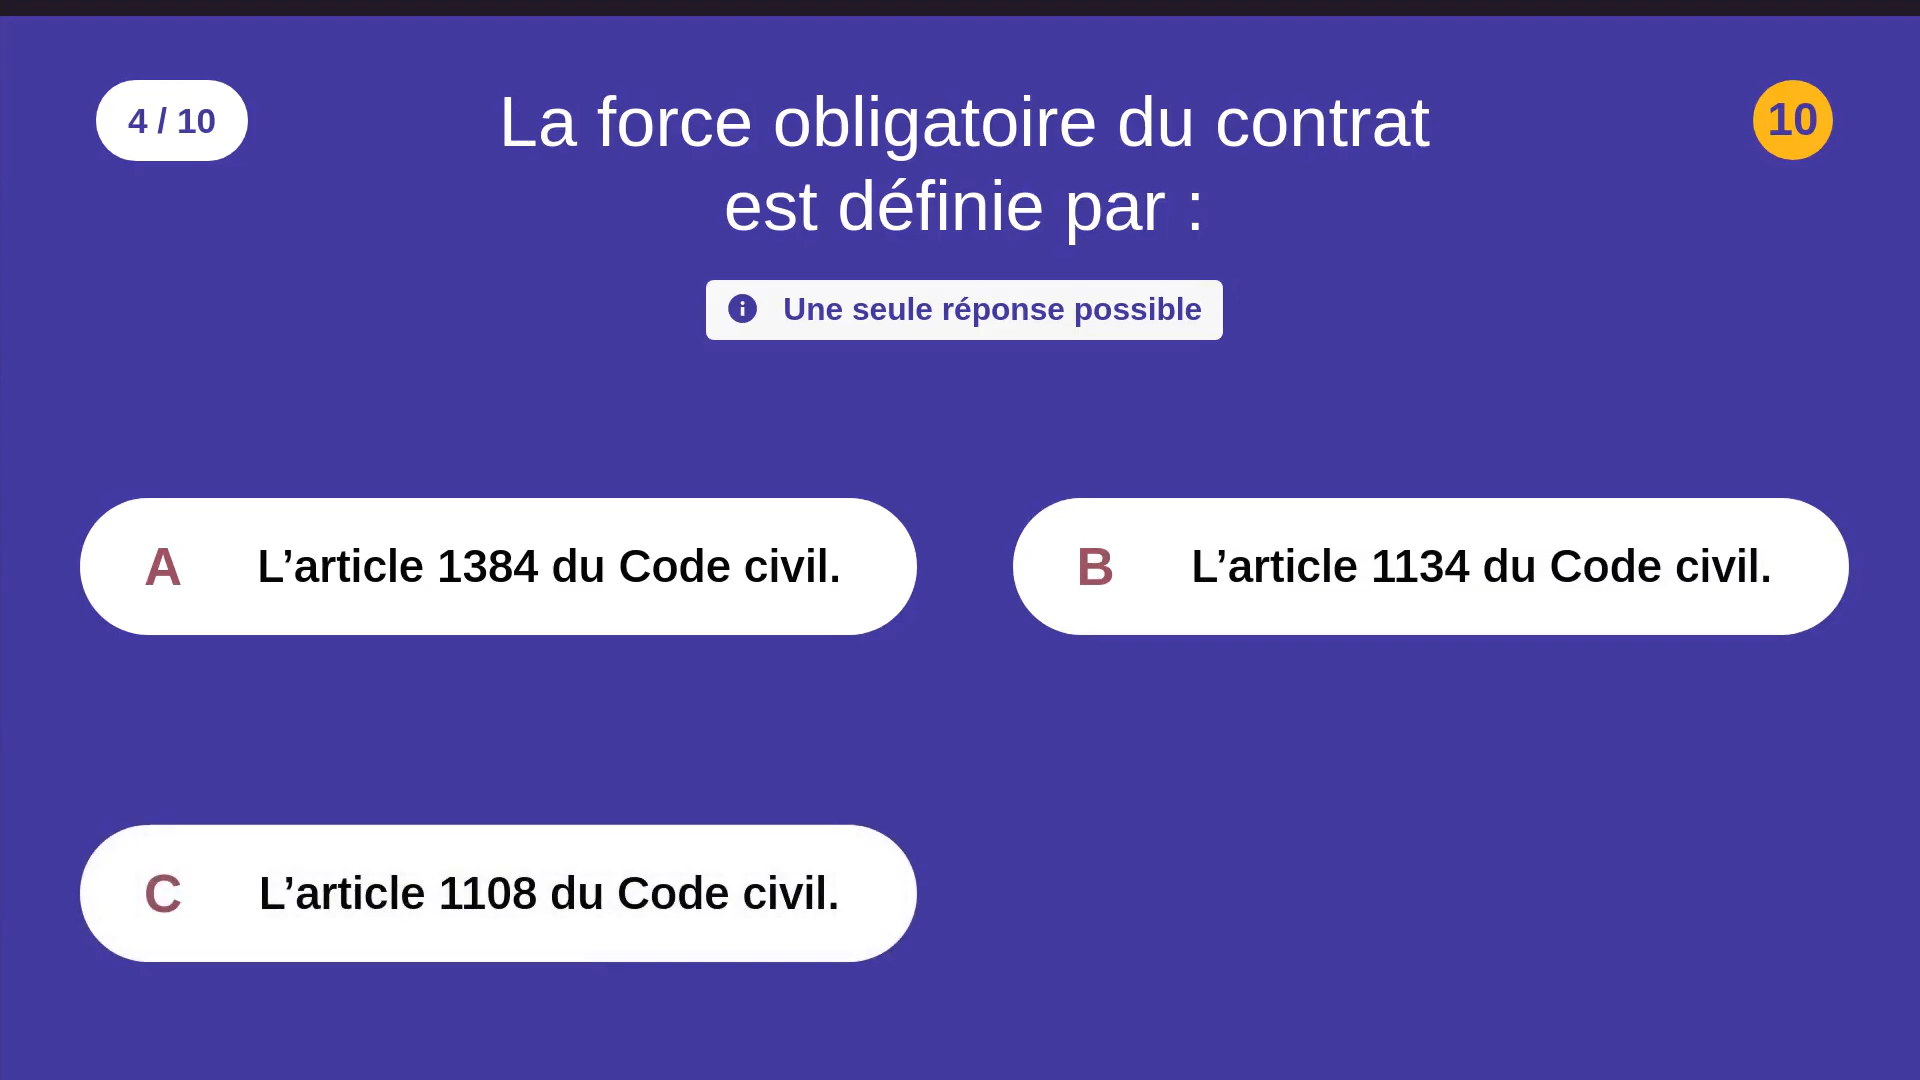 4 / 10
La force obligatoire du contrat
est définie par :
10
Une seule réponse possible
A L’article 1384 du Code civil.
B L’article 1134 du Code civil.
C L’article 1108 du Code civil.